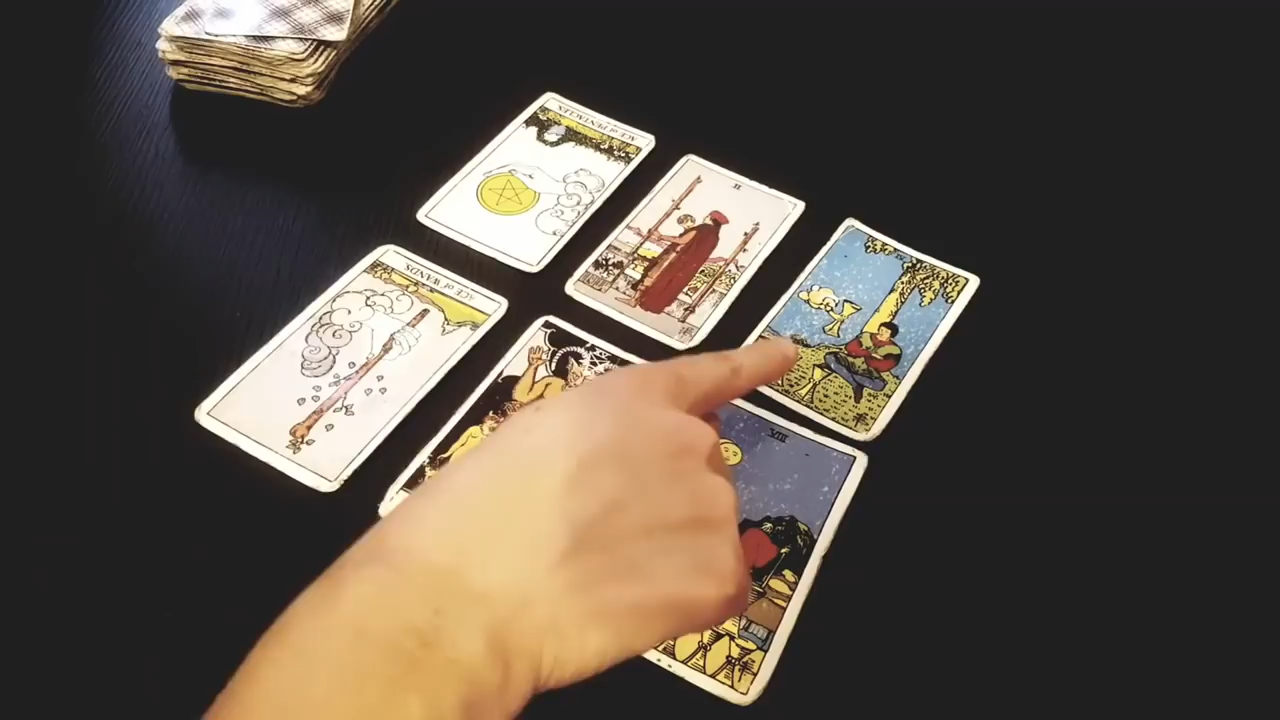 ACE of PENTACLES.
II
ACE of WANDS.
VIII